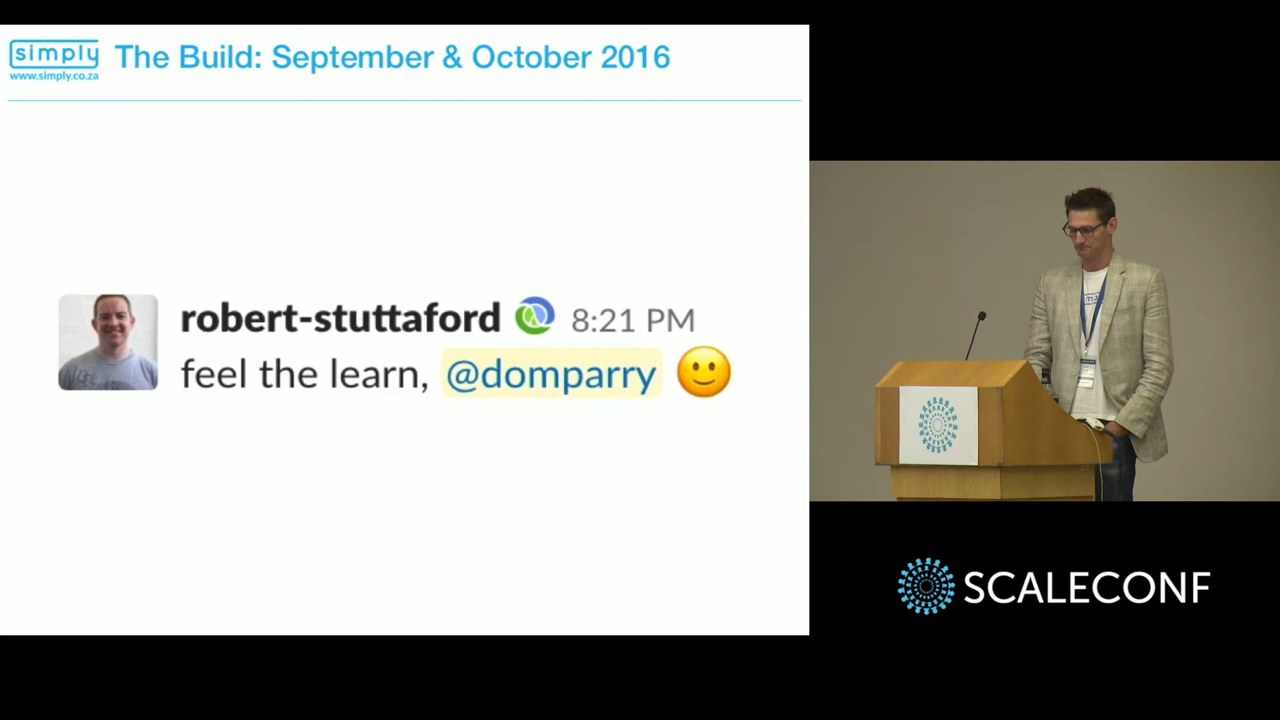 simply
www.simply.co.za
The Build: September & October 2016
robert-stuttaford 8:21 PM
feel the learn, @domparry
SCALECONF